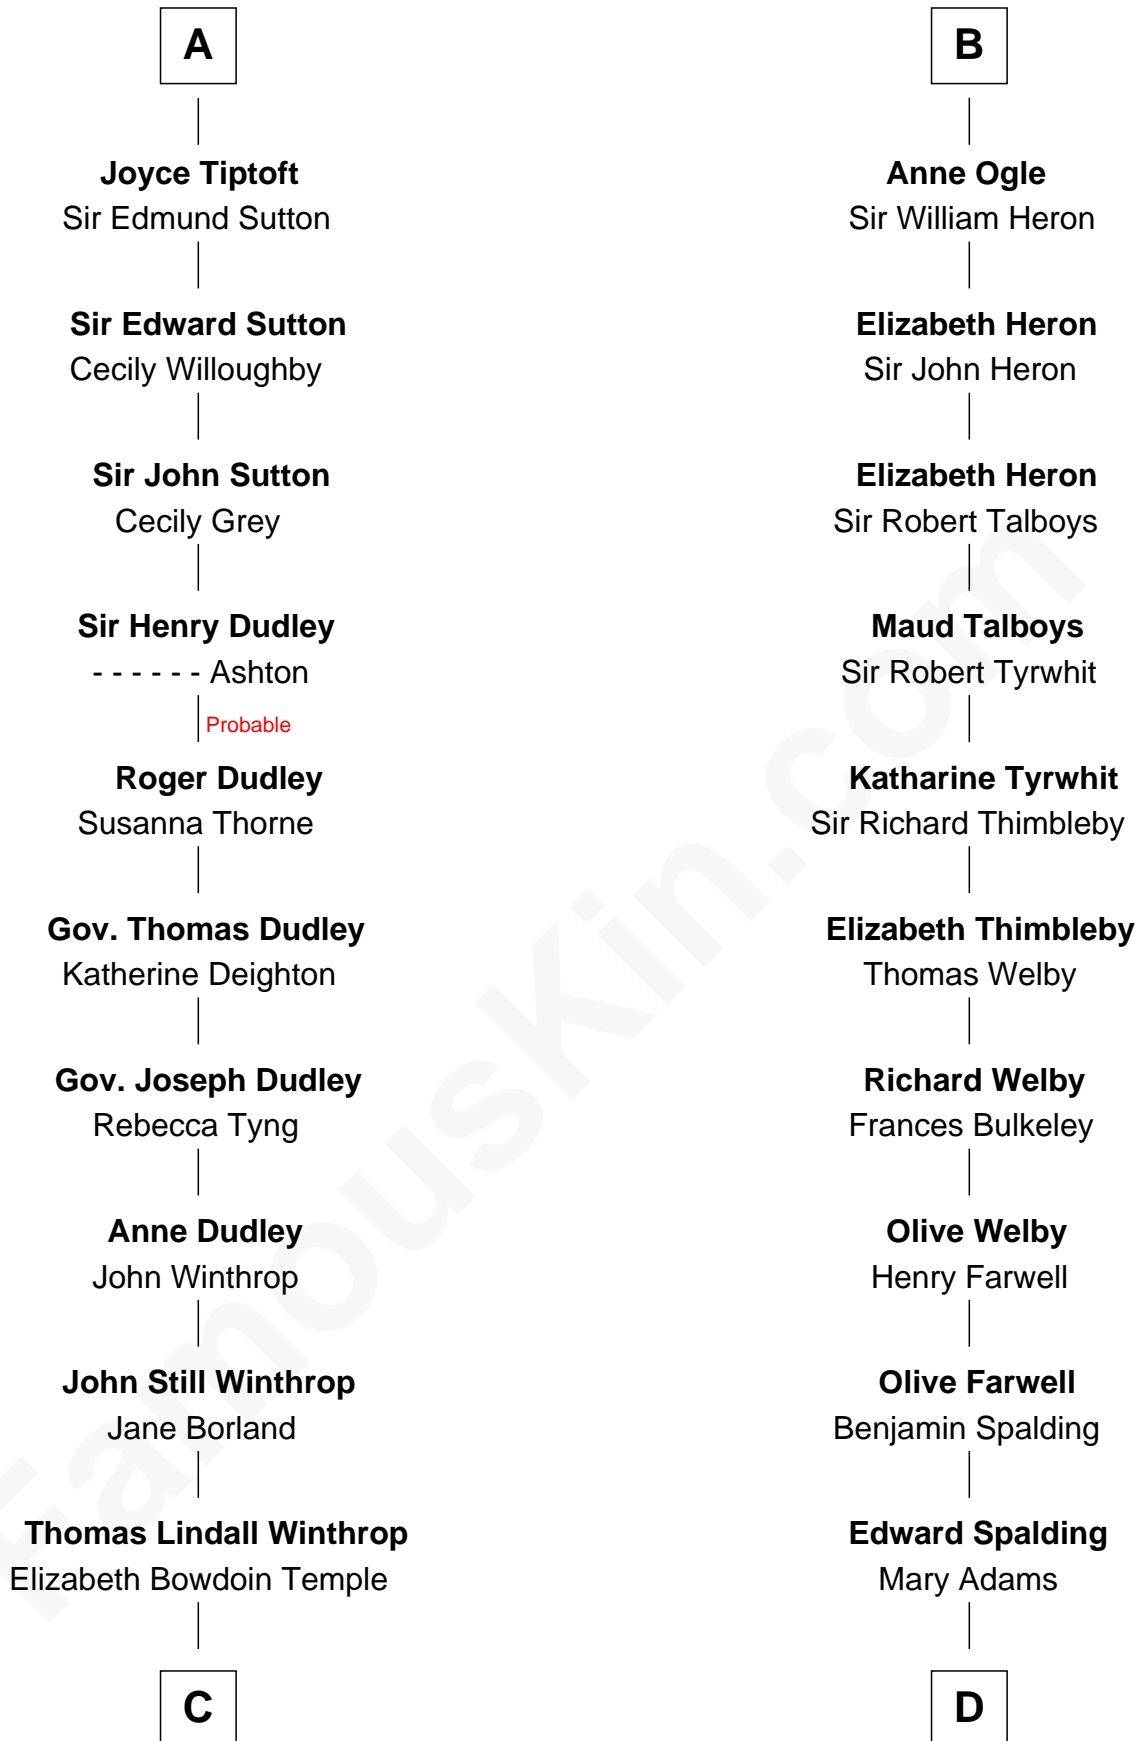 A
Joyce Tiptoft
Sir Edmund Sutton
Sir Edward Sutton
Cecily Willoughby
Sir John Sutton
Cecily Grey
Sir Henry Dudley
- - - - - - Ashton
Probable
Roger Dudley
Susanna Thorne
Gov. Thomas Dudley
Katherine Deighton
Gov. Joseph Dudley
Rebecca Tyng
Anne Dudley
John Winthrop
John Still Winthrop
Jane Borland
Thomas Lindall Winthrop
Elizabeth Bowdoin Temple
C
B
Anne Ogle
Sir William Heron
Elizabeth Heron
Sir John Heron
Elizabeth Heron
Sir Robert Talboys
Maud Talboys
Sir Robert Tyrwhit
Katharine Tyrwhit
Sir Richard Thimbleby
Elizabeth Thimbleby
Thomas Welby
Richard Welby
Frances Bulkeley
Olive Welby
Henry Farwell
Olive Farwell
Benjamin Spalding
Edward Spalding
Mary Adams
D
FamousKin.com